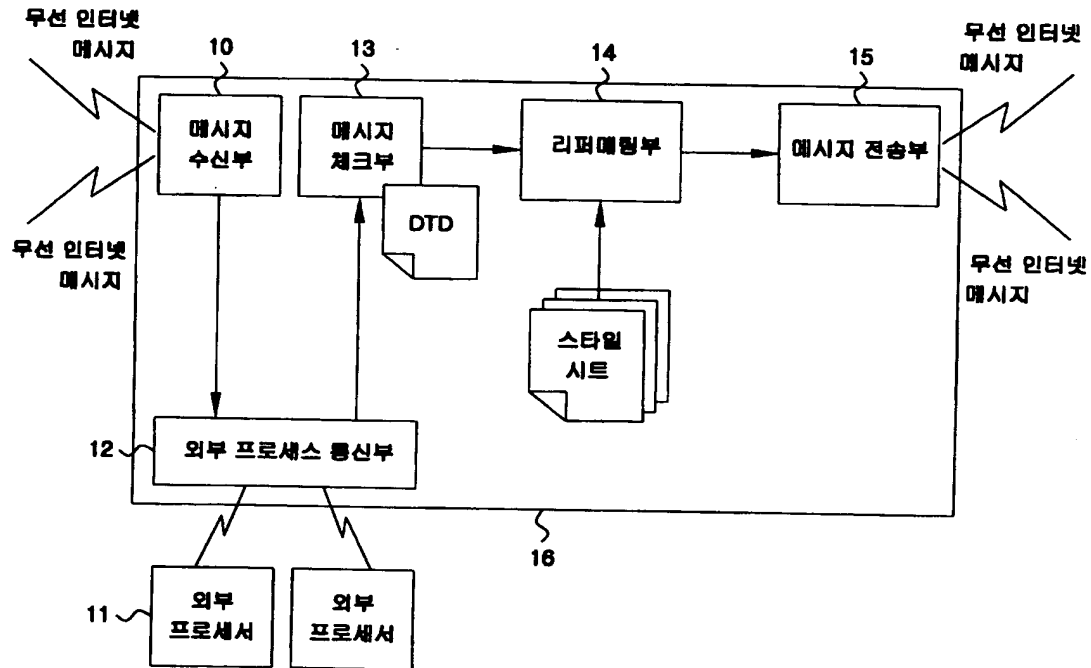 무선 인터넷
메시지
10
13
14
15
무선 인터넷
메시지
메시지
수신부
메시지
체크부
리퍼매링부
메시지 전송부
DTD
무선 인터넷
메시지
무선 인터넷
메시지
스타일
시트
12
외부 프로세스 통신부
16
11
외부
프로세서
외부
프로세서